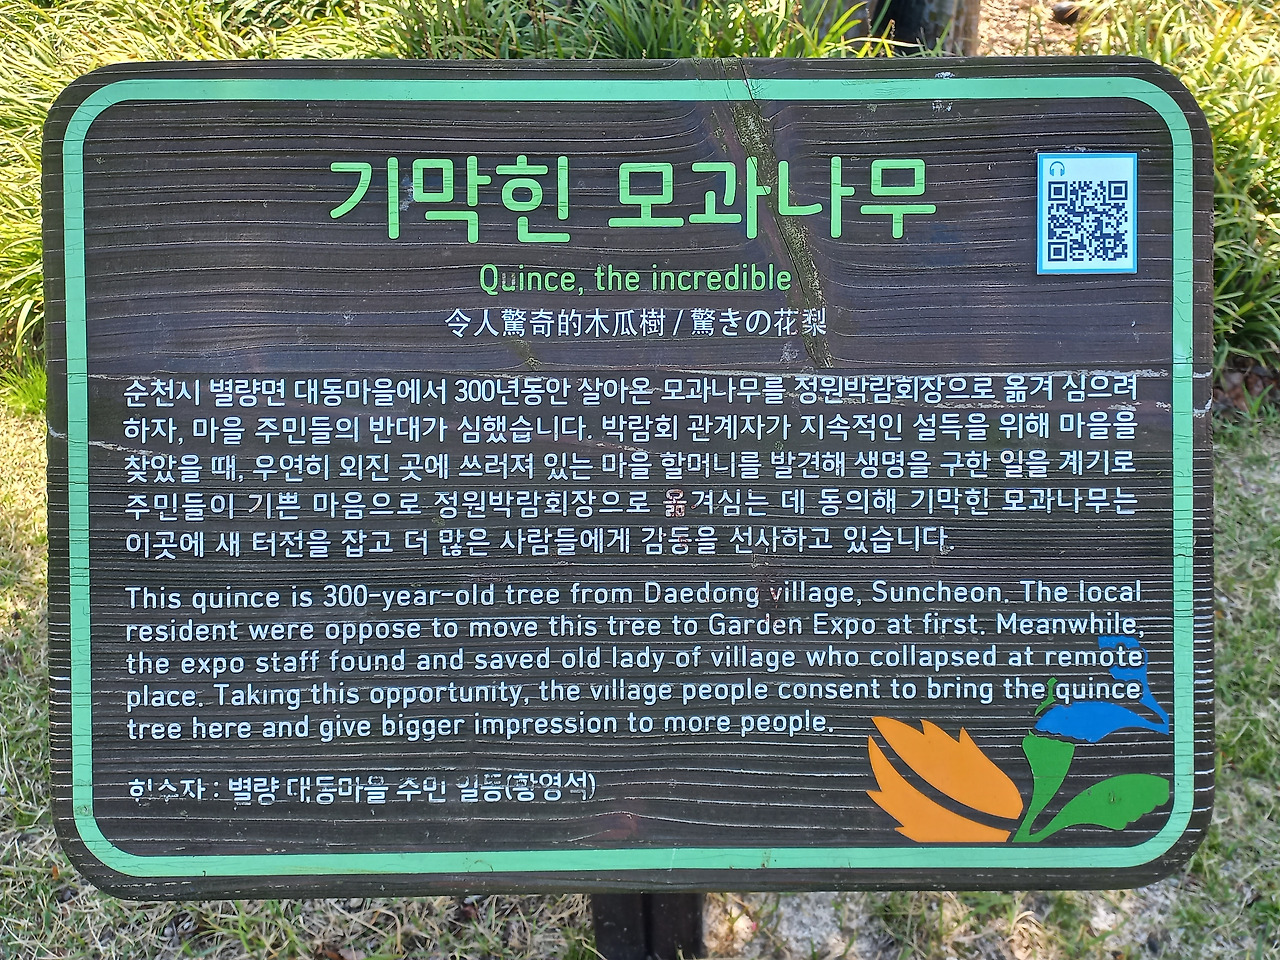 기막힌 모과나무
Quince, the incredible
令人驚奇的木瓜樹 / 驚きの花梨
순천시 별량면 대동마을에서 300년동안 살아온 모과나무를 정원박람회장으로 옮겨 심으려
하자, 마을 주민들의 반대가 심했습니다. 박람회 관계자가 지속적인 설득을 위해 마을을
찾았을 때, 우연히 외진 곳에 쓰러져 있는 마을 할머니를 발견해 생명을 구한 일을 계기로
주민들이 기쁜 마음으로 정원박람회장으로 옮겨심는 데 동의해 기막힌 모과나무는
이곳에 새 터전을 잡고 더 많은 사람들에게 감동을 선사하고 있습니다.
This quince is 300-year-old tree from Daedong village, Suncheon. The local
resident were oppose to move this tree to Garden Expo at first. Meanwhile,
the expo staff found and saved old lady of village who collapsed at remote
place. Taking this opportunity, the village people consent to bring the quince
tree here and give bigger impression to more people.
헌수자 : 별량 대동마을 주민 일동(황영석)